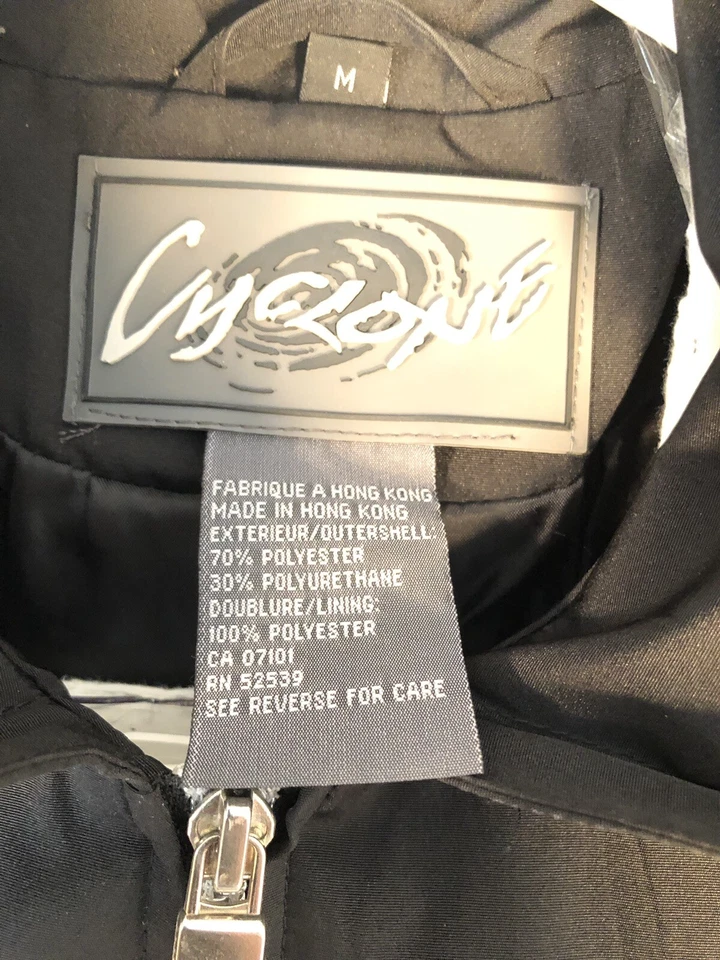 M
CYCLONE
FABRIQUE A HONG KONG
MADE IN HONG KONG
EXTERIEUR/OUTERSHELL:
70% POLYESTER
30% POLYURETHANE
DOUBLURE/LINING:
100% POLYESTER
CA 07101
RN 52539
SEE REVERSE FOR CARE